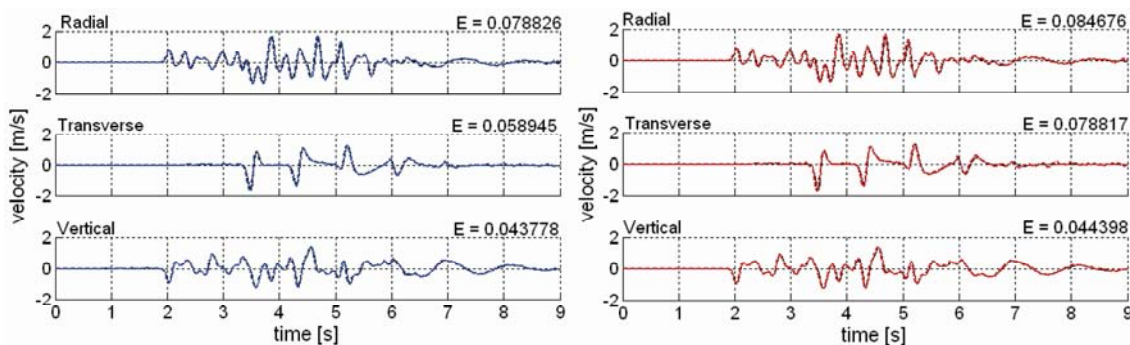 Radial E = 0.078826
2
0
-2
Transverse E = 0.058945
2
0
-2
Vertical E = 0.043778
2
0
-2
velocity [m/s]
0 1 2 3 4 5 6 7 8 9
time [s]
Radial E = 0.084676
2
0
-2
Transverse E = 0.078817
2
0
-2
Vertical E = 0.044398
2
0
-2
velocity [m/s]
0 1 2 3 4 5 6 7 8 9
time [s]